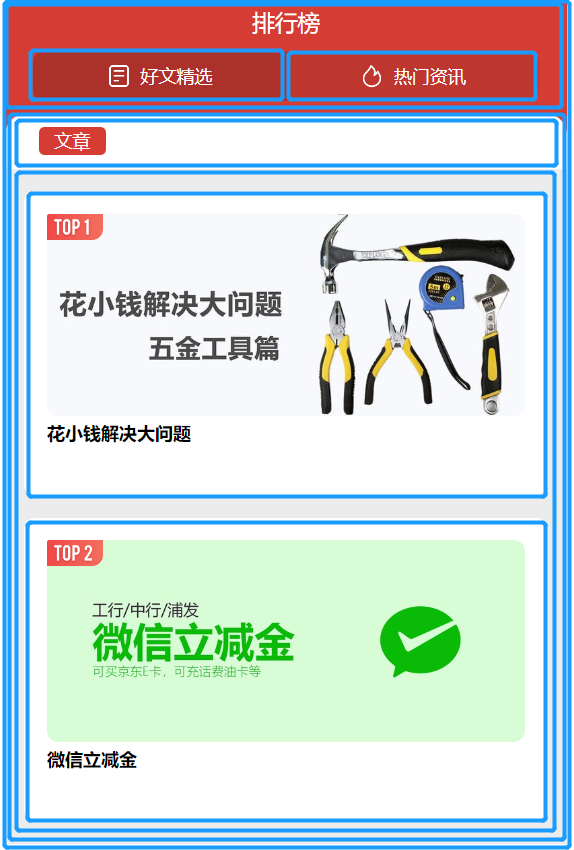 排行榜
好文精选
热门资讯
文章
TOP 1
花小钱解决大问题
五金工具篇
花小钱解决大问题
TOP 2
工行/中行/浦发
微信立减金
可买京东E卡，可充话费油卡等
微信立减金